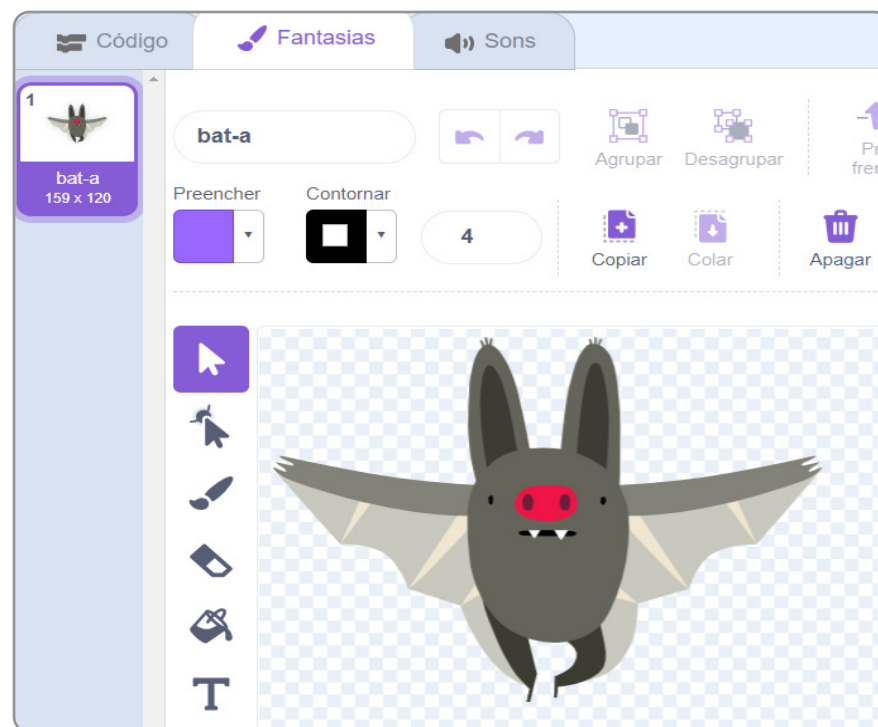 Código Fantasias Sons
1
bat-a
159 x 120
bat-a
Agrupar Desagrupar
Preencher Contornar
4
Copiar Colar Apagar
T